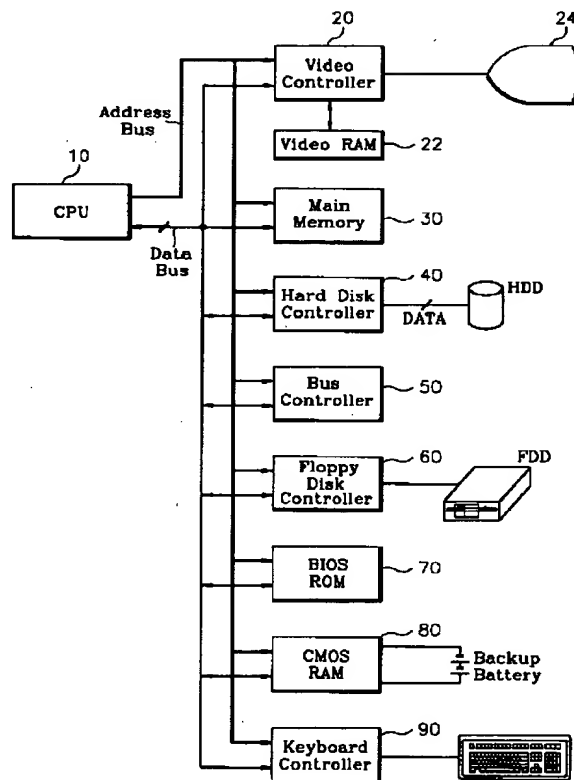 20
24
Video
Controller
Address
Bus
Video RAM
22
10
CPU
Data
Bus
Main
Memory
30
40
Hard Disk
Controller
DATA
HDD
Bus
Controller
50
60
Floppy
Disk
Controller
FDD
BIOS
ROM
70
80
CMOS
RAM
Backup
Battery
90
Keyboard
Controller